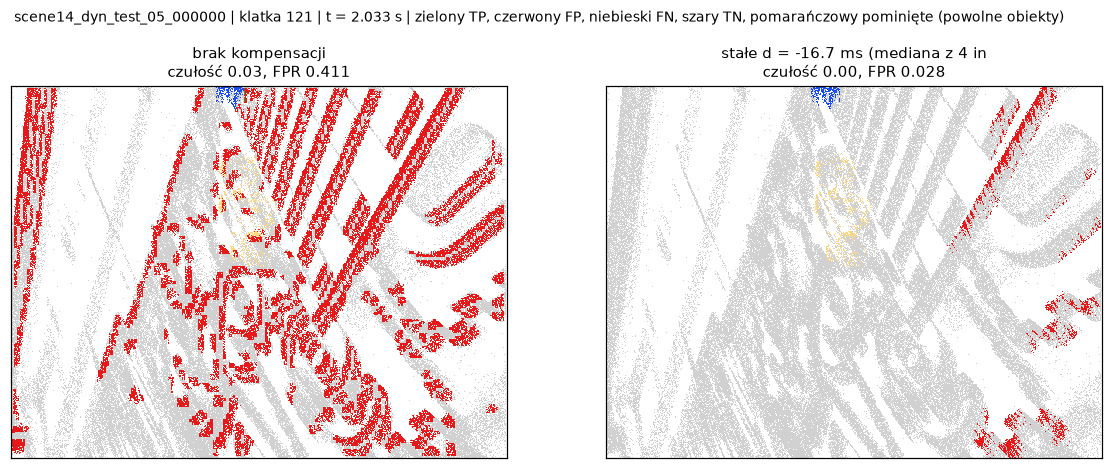 scene14_dyn_test_05_000000 | klatka 121 | t = 2.033 s | zielony TP, czerwony FP, niebieski FN, szary TN, pomarańczowy pominięte (powolne obiekty)
brak kompensacji
czułość 0.03, FPR 0.411
stałe d = -16.7 ms (mediana z 4 in
czułość 0.00, FPR 0.028